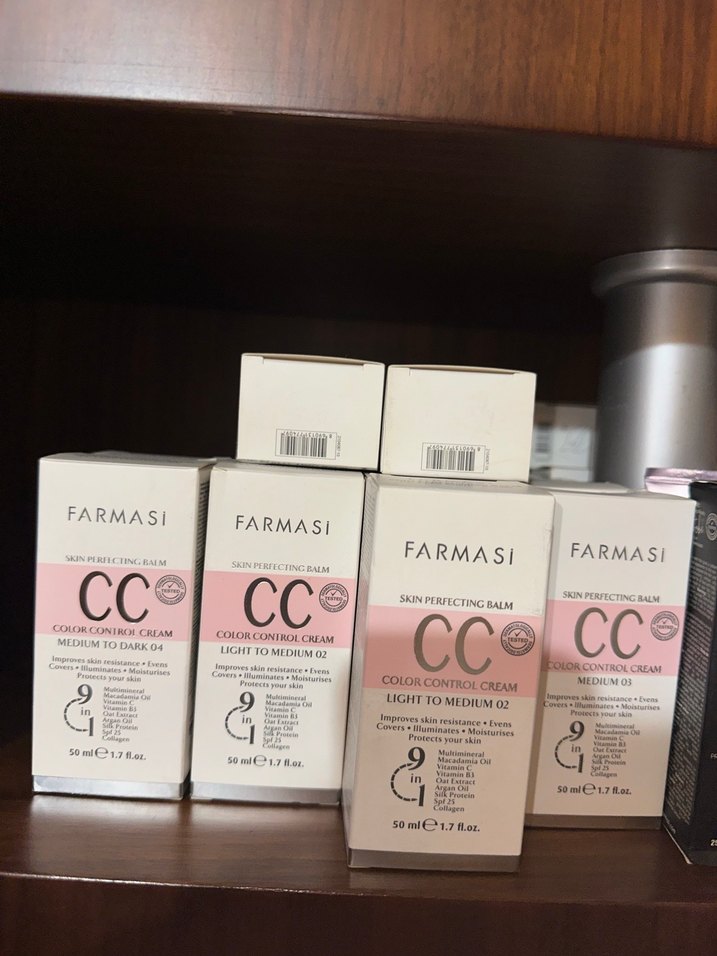 FARMASİ
SKIN PERFECTING BALM
CC
TESTED
COLOR CONTROL CREAM
MEDIUM TO DARK 04
Improves skin resistance • Evens
Covers • Illuminates • Moisturises
Protects your skin
9 in 1
Multimineral
Macadamia Oil
Vitamin C
Vitamin B3
Oat Extract
Argan Oil
Silk Protein
Spf 25
Collagen
50 ml ℮ 1.7 fl.oz.
FARMASİ
SKIN PERFECTING BALM
CC
TESTED
COLOR CONTROL CREAM
LIGHT TO MEDIUM 02
Improves skin resistance • Evens
Covers • Illuminates • Moisturises
Protects your skin
9 in 1
Multimineral
Macadamia Oil
Vitamin C
Vitamin B3
Oat Extract
Argan Oil
Silk Protein
Spf 25
Collagen
50 ml ℮ 1.7 fl.oz.
FARMASİ
SKIN PERFECTING BALM
CC
TESTED
COLOR CONTROL CREAM
LIGHT TO MEDIUM 02
Improves skin resistance • Evens
Covers • Illuminates • Moisturises
Protects your skin
9 in 1
Multimineral
Macadamia Oil
Vitamin C
Vitamin B3
Oat Extract
Argan Oil
Silk Protein
Spf 25
Collagen
50 ml ℮ 1.7 fl.oz.
FARMASİ
SKIN PERFECTING BALM
CC
TESTED
COLOR CONTROL CREAM
MEDIUM 03
Improves skin resistance • Evens
Covers • Illuminates • Moisturises
Protects your skin
9 in 1
Multimineral
Macadamia Oil
Vitamin C
Vitamin B3
Oat Extract
Argan Oil
Silk Protein
Spf 25
Collagen
50 ml ℮ 1.7 fl.oz.